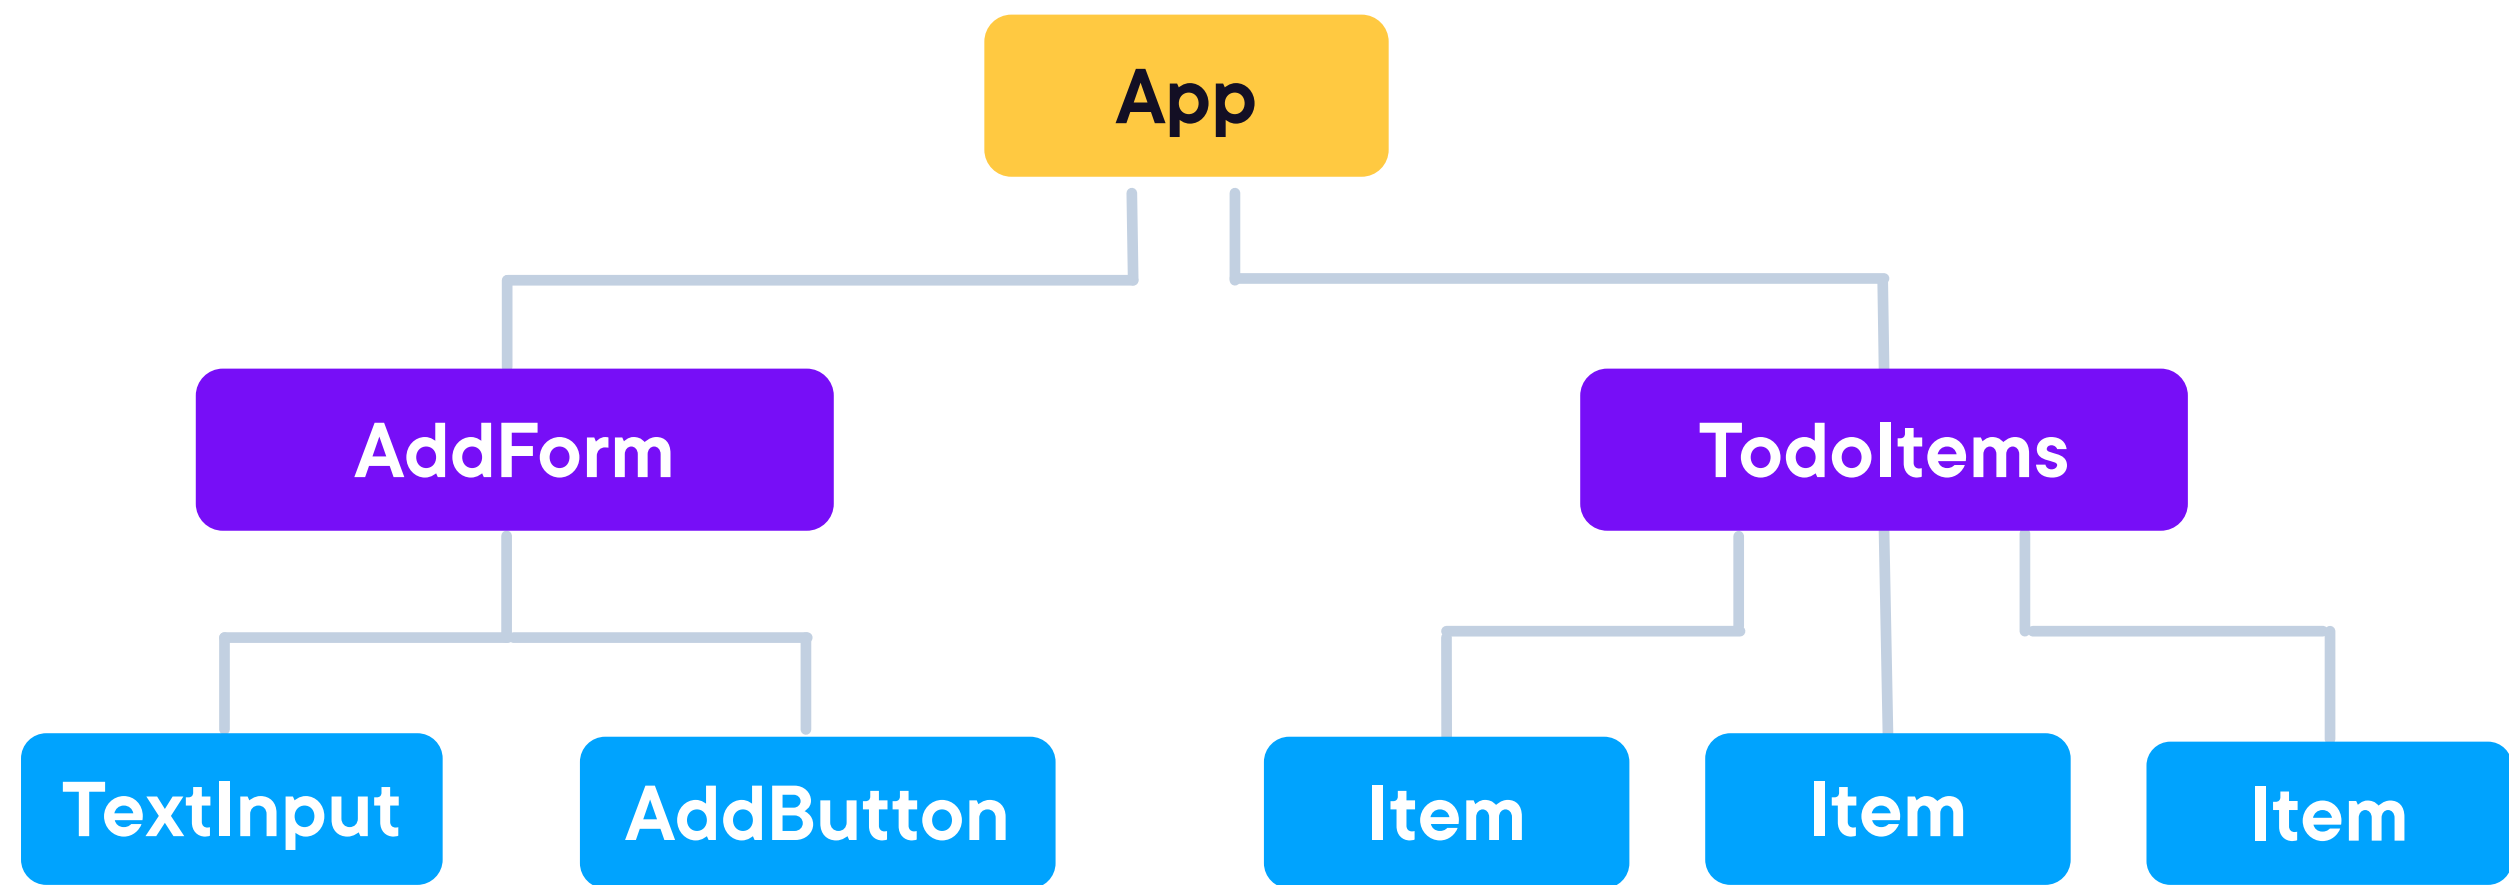 App
AddForm
TodoItems
TextInput
AddButton
Item
Item
Item